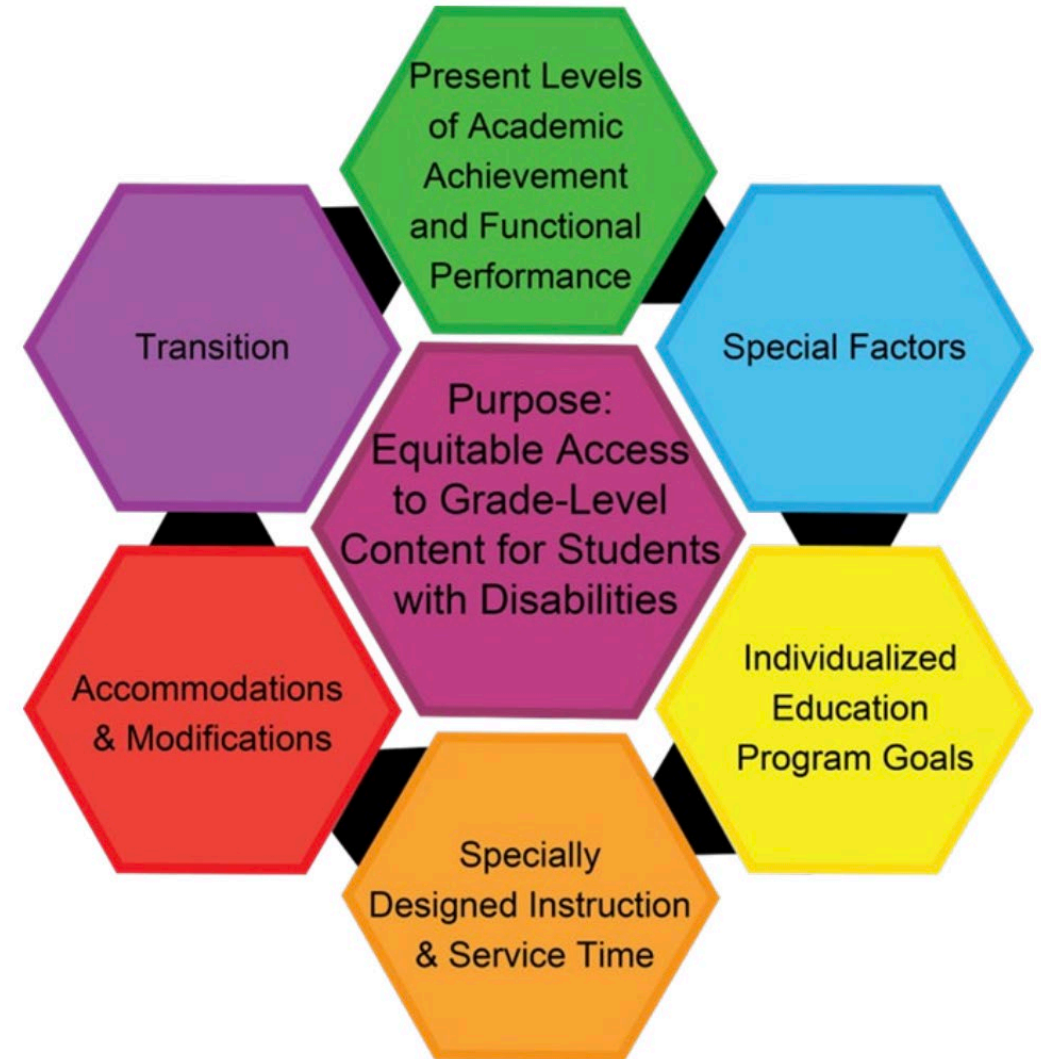 Present Levels
of Academic
Achievement
and Functional
Performance
Transition
Special Factors
Purpose:
Equitable Access
to Grade-Level
Content for Students
with Disabilities
Accommodations
& Modifications
Individualized
Education
Program Goals
Specially
Designed Instruction
& Service Time